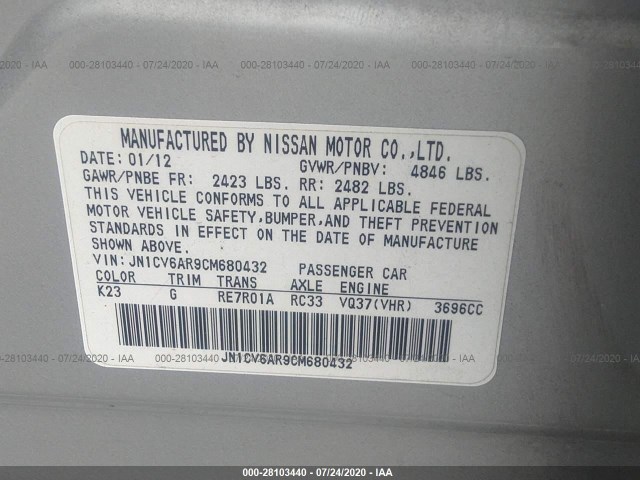 000-28103440 - 07/24/2020 - IAA
MANUFACTURED BY NISSAN MOTOR CO.,LTD.
DATE: 01/12 GVWR/PNBV: 4846 LBS.
GAWR/PNBE FR: 2423 LBS. RR: 2482 LBS.
THIS VEHICLE CONFORMS TO ALL APPLICABLE FEDERAL
MOTOR VEHICLE SAFETY,BUMPER,AND THEFT PREVENTION
STANDARDS IN EFFECT ON THE DATE OF MANUFACTURE
SHOWN ABOVE.
VIN: JN1CV6AR9CM680432 PASSENGER CAR
COLOR TRIM TRANS AXLE ENGINE
K23 G RE7R01A RC33 VQ37(VHR) 3696CC
JN1CV6AR9CM680432
000-28103440 - 07/24/2020 - IAA